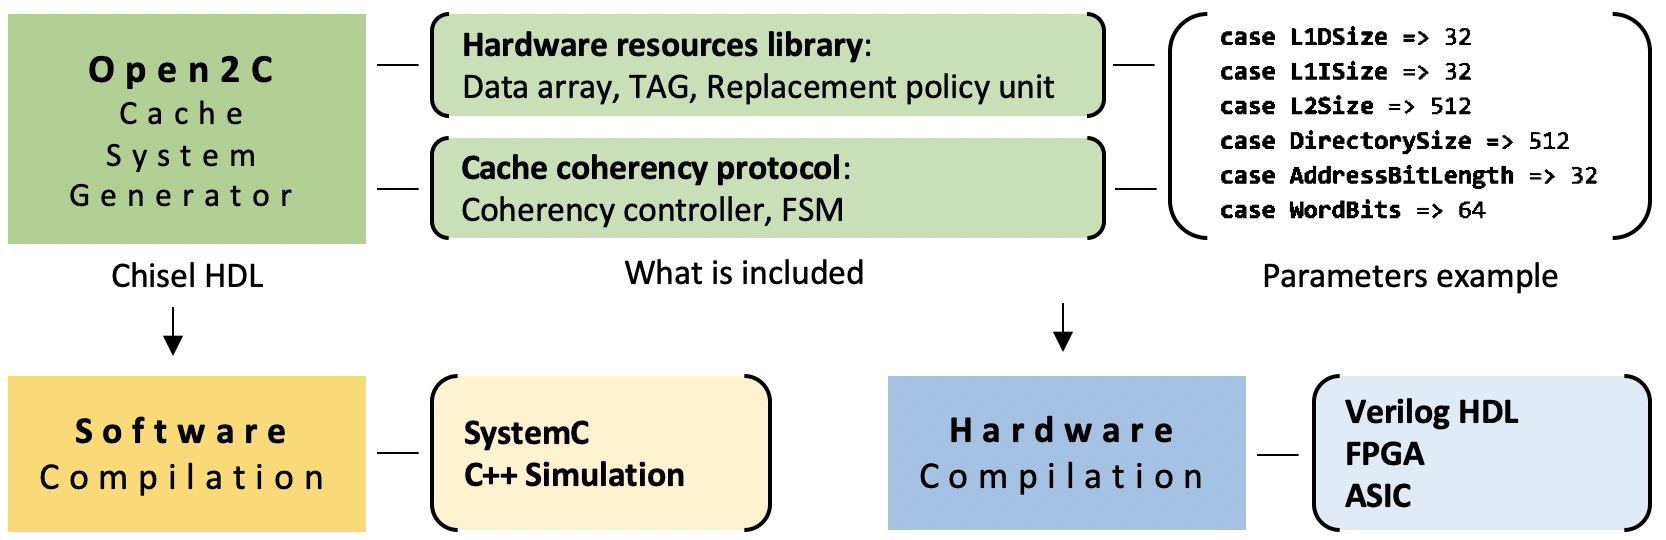 Open2C
Cache
System
Generator
Hardware resources library:
Data array, TAG, Replacement policy unit
Cache coherency protocol:
Coherency controller, FSM
case L1DSize => 32
case L1ISize => 32
case L2Size => 512
case DirectorySize => 512
case AddressBitLength => 32
case WordBits => 64
Chisel HDL
What is included
Parameters example
Software
Compilation
SystemC
C++ Simulation
Hardware
Compilation
Verilog HDL
FPGA
ASIC